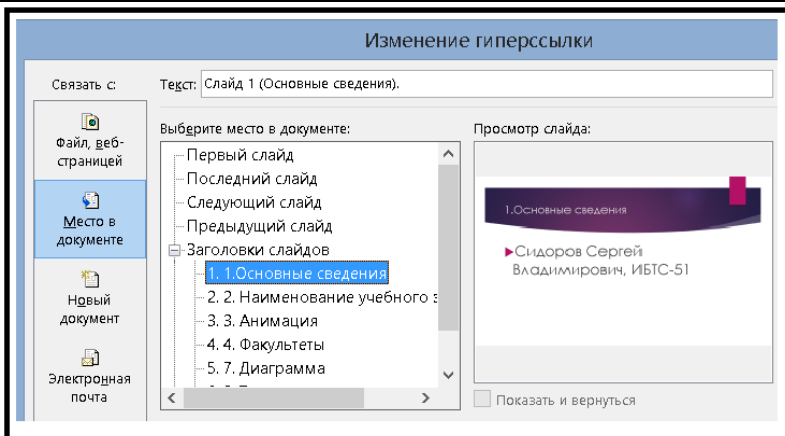 Изменение гиперссылки
Связать с:
Текст:
Слайд 1 (Основные сведения).
Файл, веб-
страницей
Место в
документе
Новый
документ
Электронная
почта
Выберите место в документе:
Первый слайд
Последний слайд
Следующий слайд
Предыдущий слайд
Заголовки слайдов
1. 1.Основные сведения
2. 2. Наименование учебного
3. 3. Анимация
4. 4. Факультеты
5. 7. Диаграмма
Просмотр слайда:
1.Основные сведения
Сидоров Сергей
Владимирович, ИБТС-51
Показать и вернуться